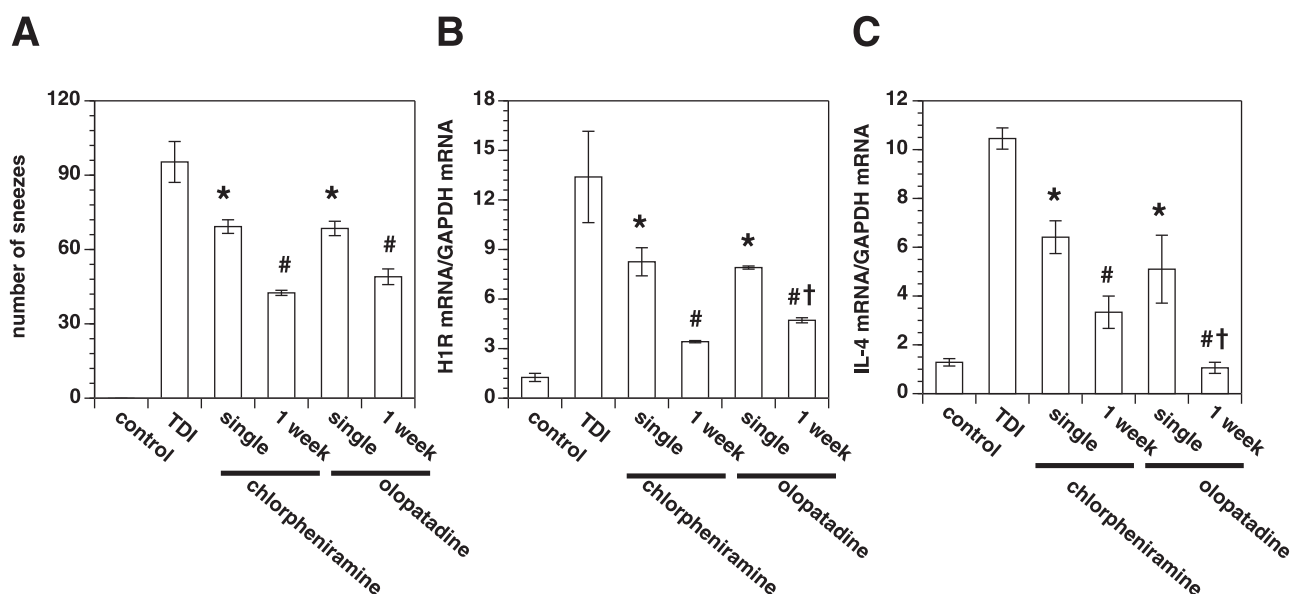 A
B
C
number of sneezes
120
90
60
30
0
*
#
*
#
control
TDI
single
1 week
single
1 week
chlorpheniramine
olopatadine
H1R mRNA/GAPDH mRNA
18
15
12
9
6
3
0
*
#
*
#†
control
TDI
single
1 week
single
1 week
chlorpheniramine
olopatadine
IL-4 mRNA/GAPDH mRNA
12
10
8
6
4
2
0
*
#
*
#†
control
TDI
single
1 week
single
1 week
chlorpheniramine
olopatadine